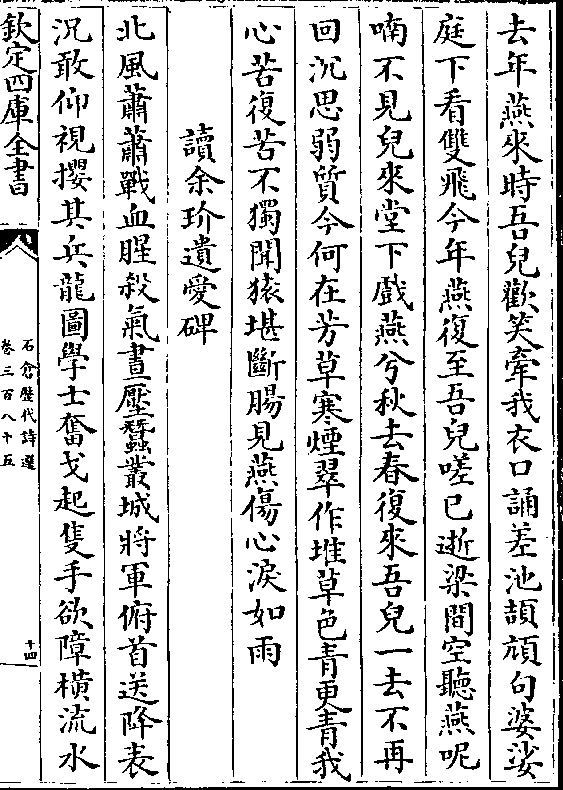 去年燕來時吾兒歡笑牽我衣口誦差池頡頏句婆娑
庭下看雙飛今年燕復至吾兒嗟已逝梁間空聽燕呢
喃不見兒來堂下戲燕兮秋去春復來吾兒一去不再
回沉思弱質今何在芳草寒煙翠作堆草色青更青我
心苦復苦不獨聞猿堪斷腸見燕傷心淚如雨
讀余玠遺愛碑
北風蕭蕭戰血腥殺氣晝壓蠶叢城將軍俯首送降表
況敢仰視攖其兵龍圖學士奮戈起隻手欲障橫流水
欽定四庫全書
石倉歷代詩選
卷三百八十五
十四